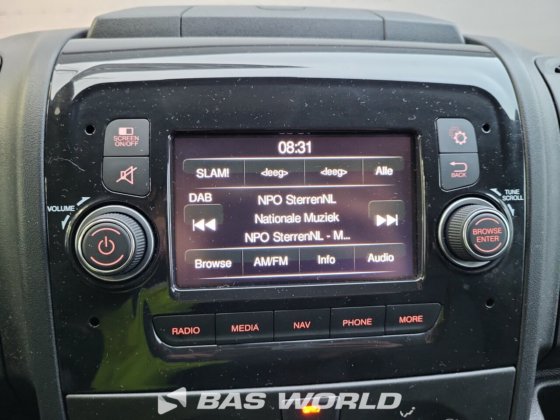 08:31
SCREEN
ON/OFF
SLAM! <leeg> <leeg> Alle
DAB
NPO SterrenNL
Nationale Muziek
NPO SterrenNL - M...
Browse AM/FM Info Audio
BACK
VOLUME
TUNE
SCROLL
BROWSE
ENTER
RADIO MEDIA NAV PHONE MORE
BAS WORLD